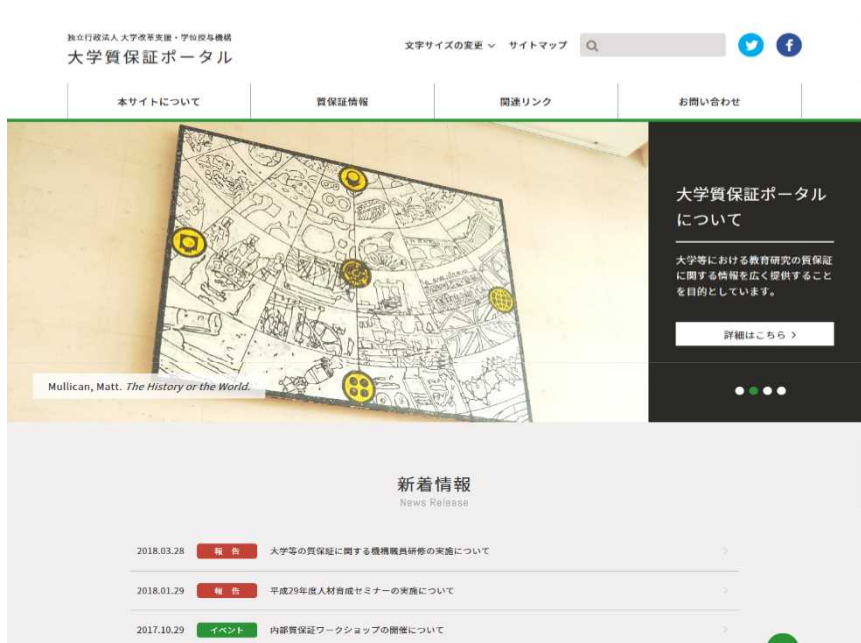 独立行政法人 大学改革支援・学位授与機構
大学質保証ポータル
文字サイズの変更
サイトマップ
本サイトについて
質保証情報
関連リンク
お問い合わせ
大学質保証ポータル
について
大学等における教育研究の質保証
に関する情報を広く提供すること
を目的としています。
詳細はこちら
Mullican, Matt. The History or the World.
新着情報
News Release
2018.03.28 報 告 大学等の質保証に関する機構職員研修の実施について
2018.01.29 報 告 平成29年度人材育成セミナーの実施について
2017.10.29 イベント 内部質保証ワークショップの開催について